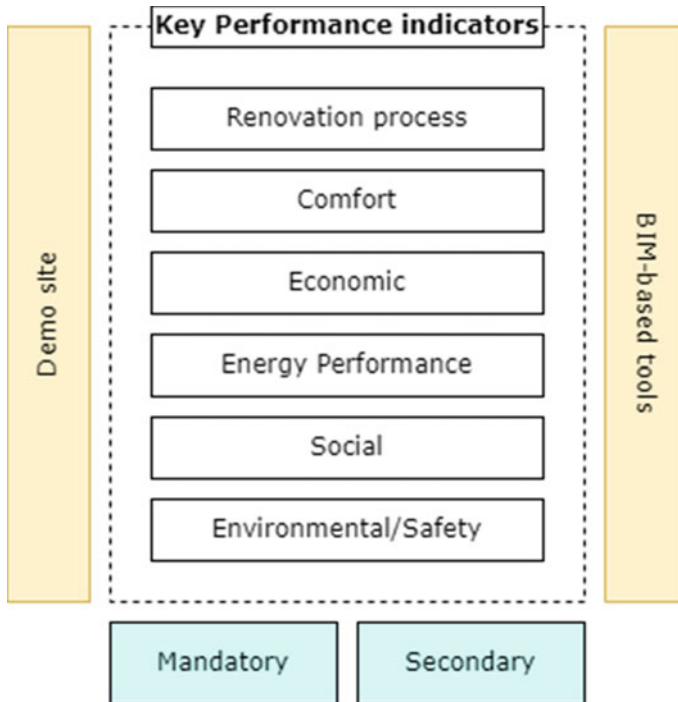 Key Performance indicators
Renovation process
Comfort
Economic
Energy Performance
Social
Environmental/Safety
Demo site
BIM-based tools
Mandatory
Secondary